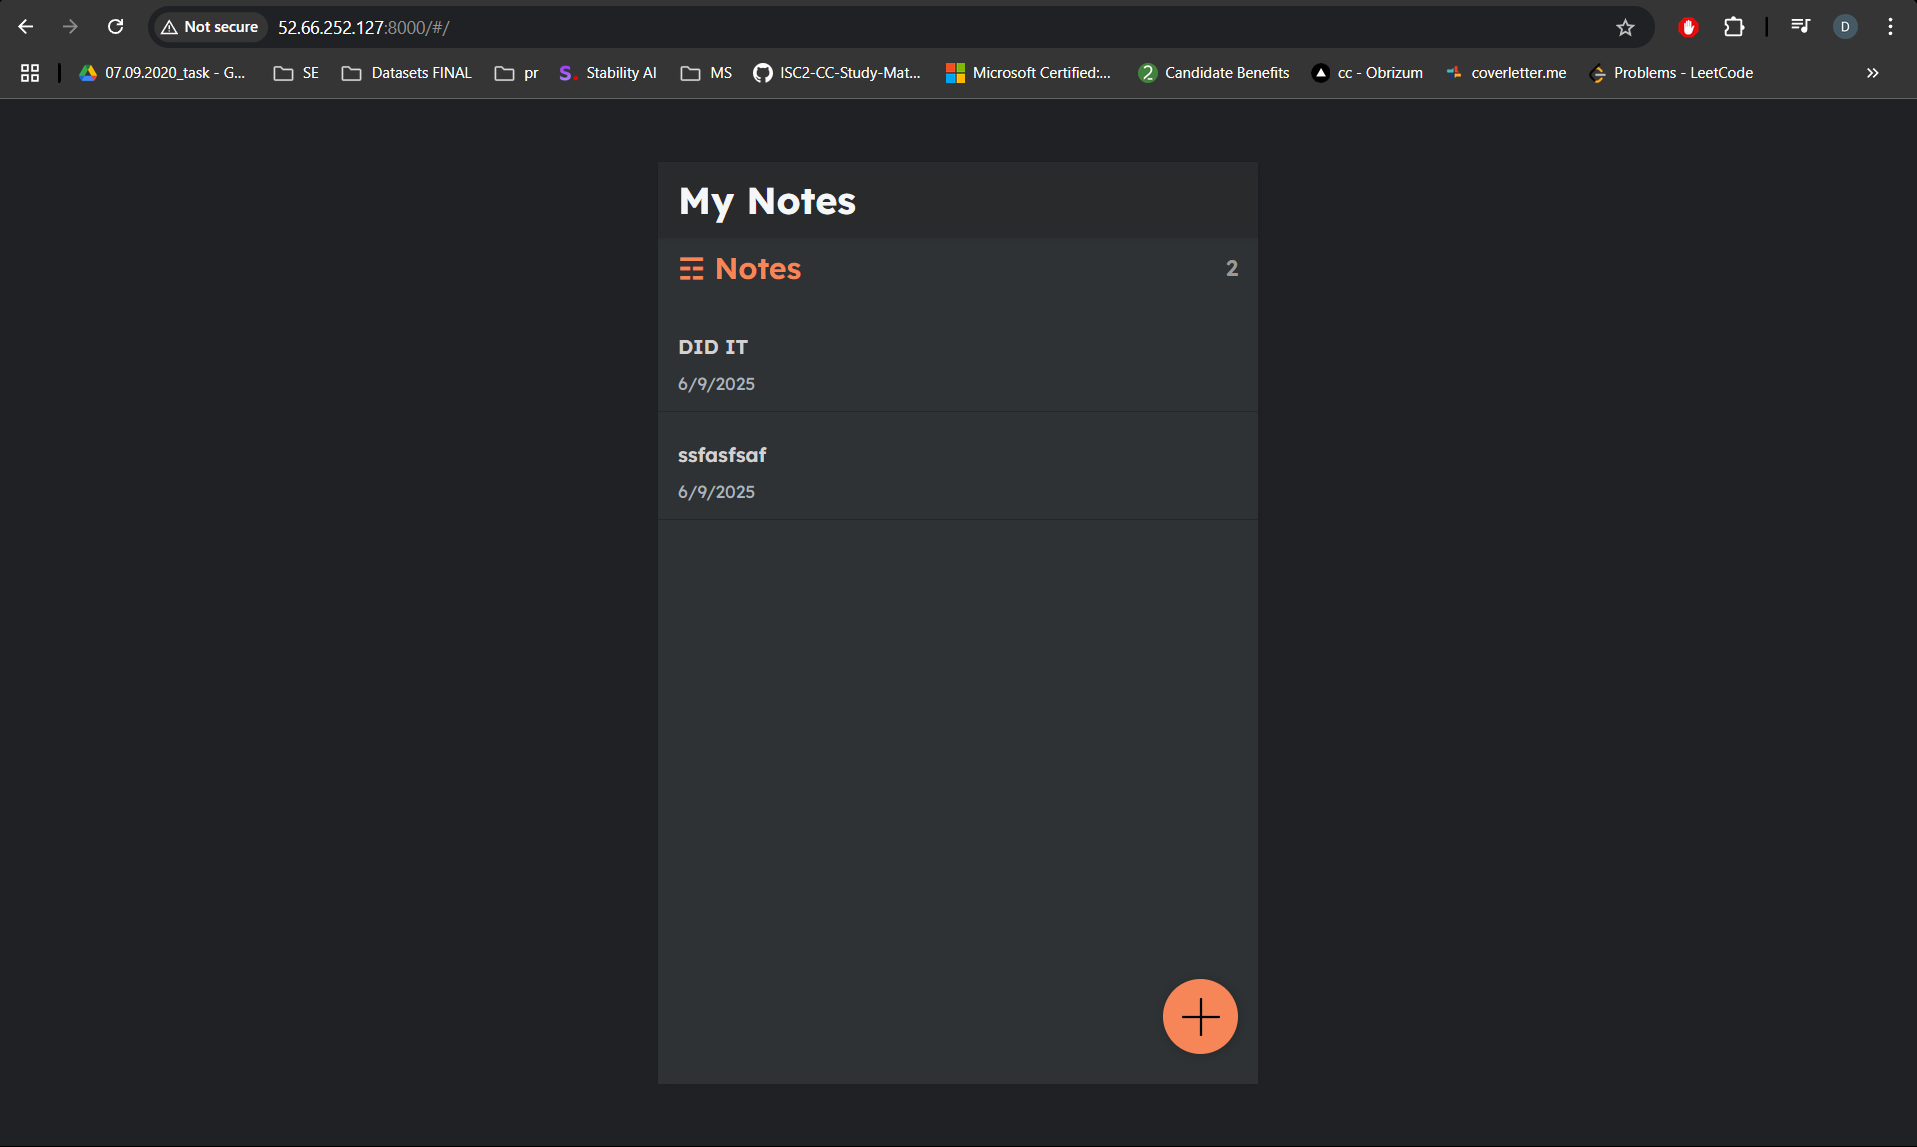 Not secure 52.66.252.127:8000/#/ D
07.09.2020_task - G... SE Datasets FINAL pr S. Stability AI MS ISC2-CC-Study-Mat... Microsoft Certified:... 2 Candidate Benefits cc - Obrizum coverletter.me Problems - LeetCode »
My Notes
Notes 2
DID IT
6/9/2025
ssfasfsaf
6/9/2025